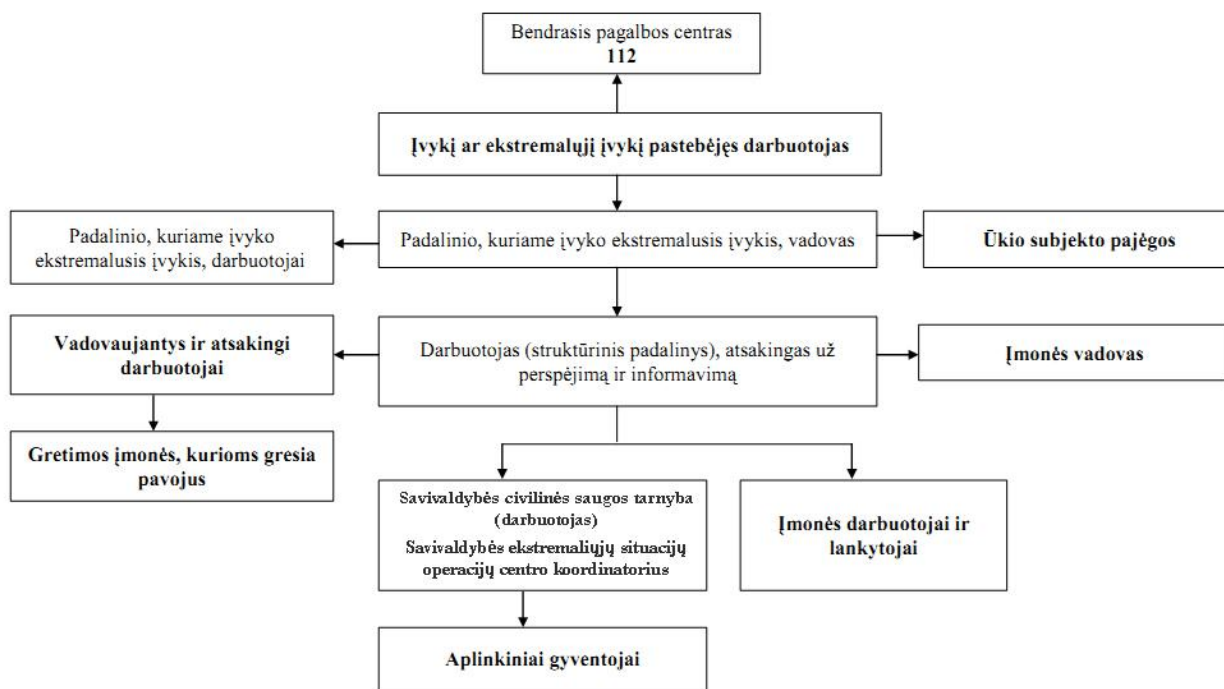 Bendrasis pagalbos centras
112
Įvykį ar ekstremalųjį įvykį pastebėjęs darbuotojas
Padalinio, kuriame įvyko
ekstremalusis įvykis, darbuotojai
Padalinio, kuriame įvyko ekstremalusis įvykis, vadovas
Ūkio subjekto pajėgos
Vadovaujantys ir atsakingi
darbuotojai
Darbuotojas (struktūrinis padalinys), atsakingas už
perspėjimą ir informavimą
Įmonės vadovas
Gretimos įmonės, kurioms gresia
pavojus
Savivaldybės civilinės saugos tarnyba
(darbuotojas)
Savivaldybės ekstremaliųjų situacijų
operacijų centro koordinatorius
Įmonės darbuotojai ir
lankytojai
Aplinkiniai gyventojai